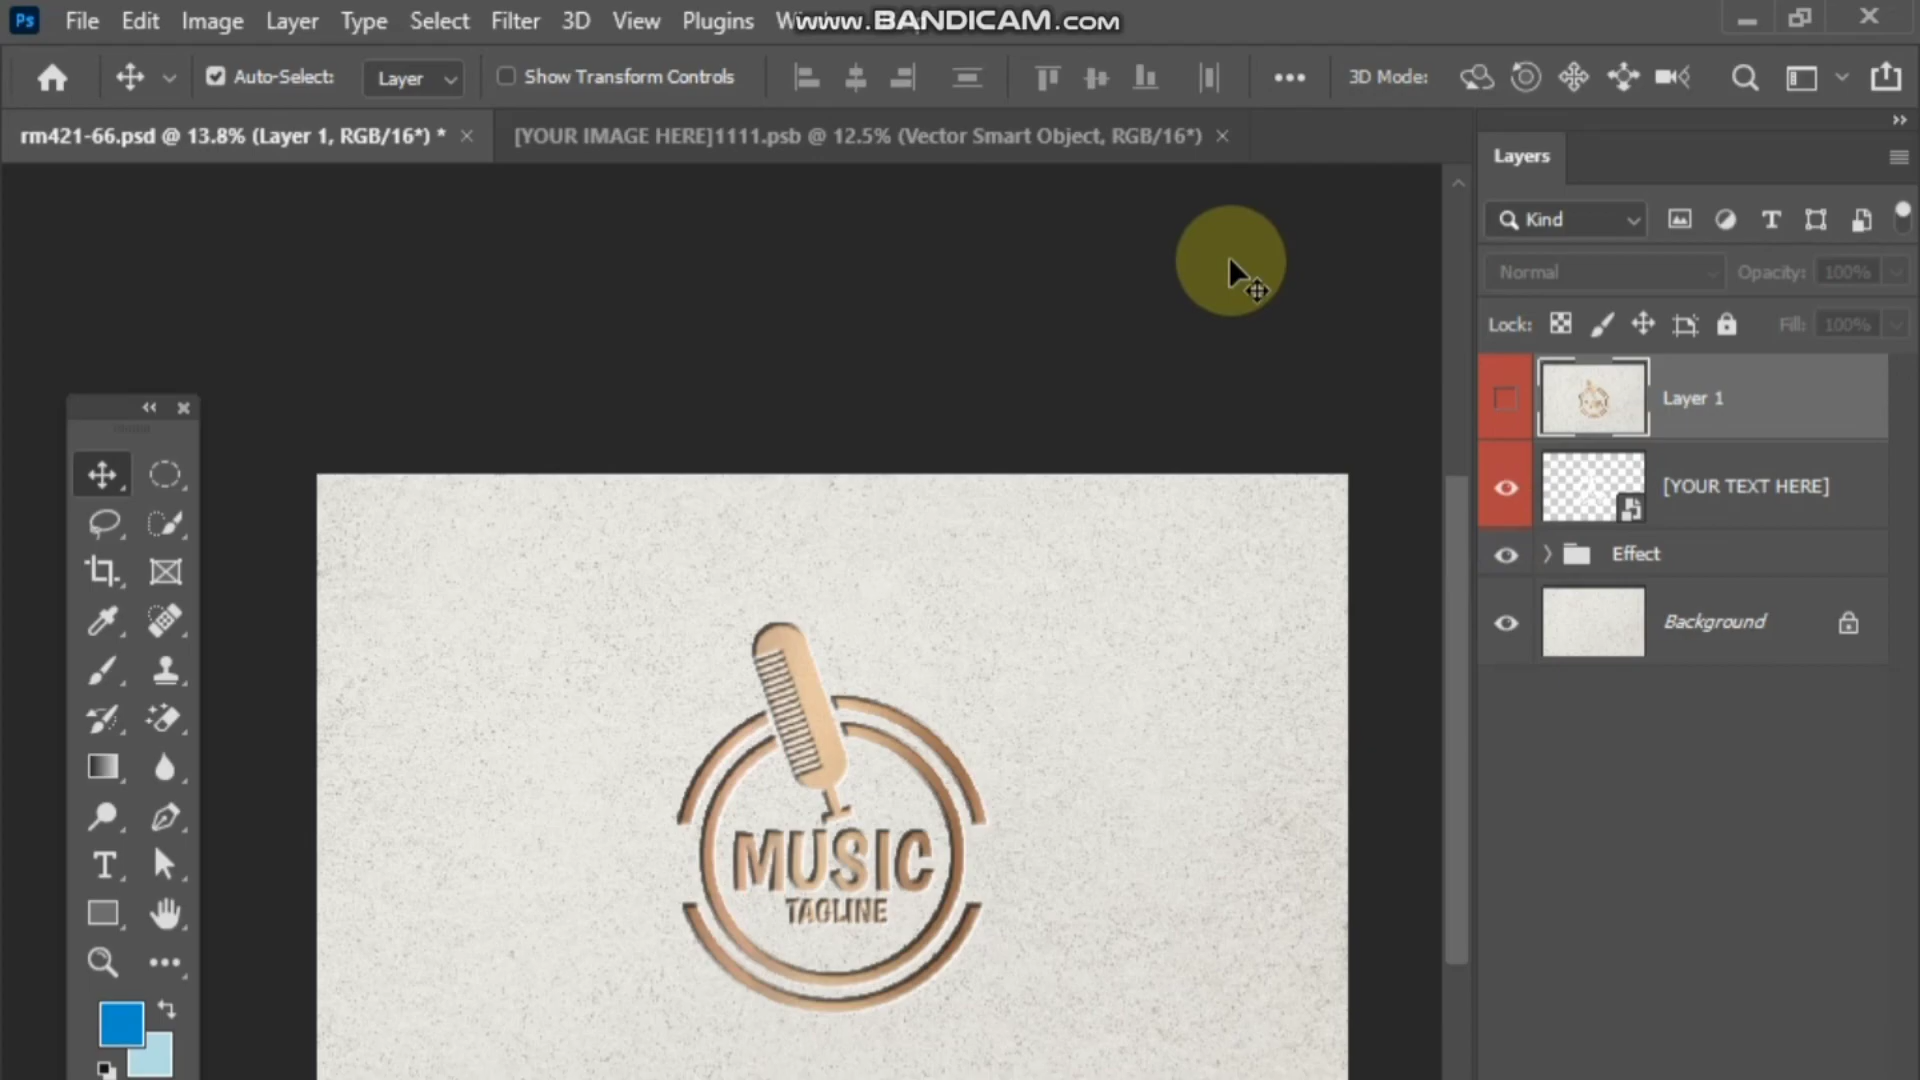 Ps File Edit Image Layer Type Select Filter 3D View Plugins
www.BANDICAM.com
Auto-Select: Layer Show Transform Controls 3D Mode:
rm421-66.psd @ 13.8% (Layer 1, RGB/16*) *
[YOUR IMAGE HERE]1111.psb @ 12.5% (Vector Smart Object, RGB/16*)
Layers
Kind
Normal Opacity: 100%
Lock: Fill: 100%
Layer 1
[YOUR TEXT HERE]
Effect
Background
MUSIC
TAGLINE